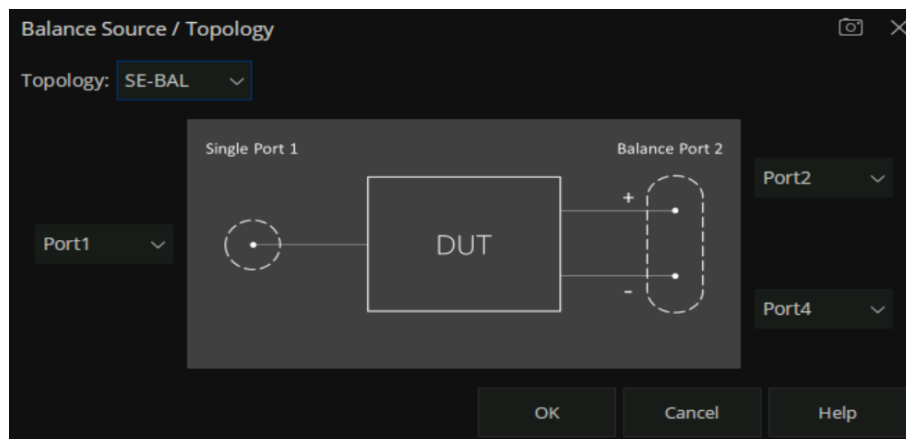 Balance Source / Topology
Topology: SE-BAL
Single Port 1
Balance Port 2
Port1
+
DUT
-
Port2
Port4
OK
Cancel
Help